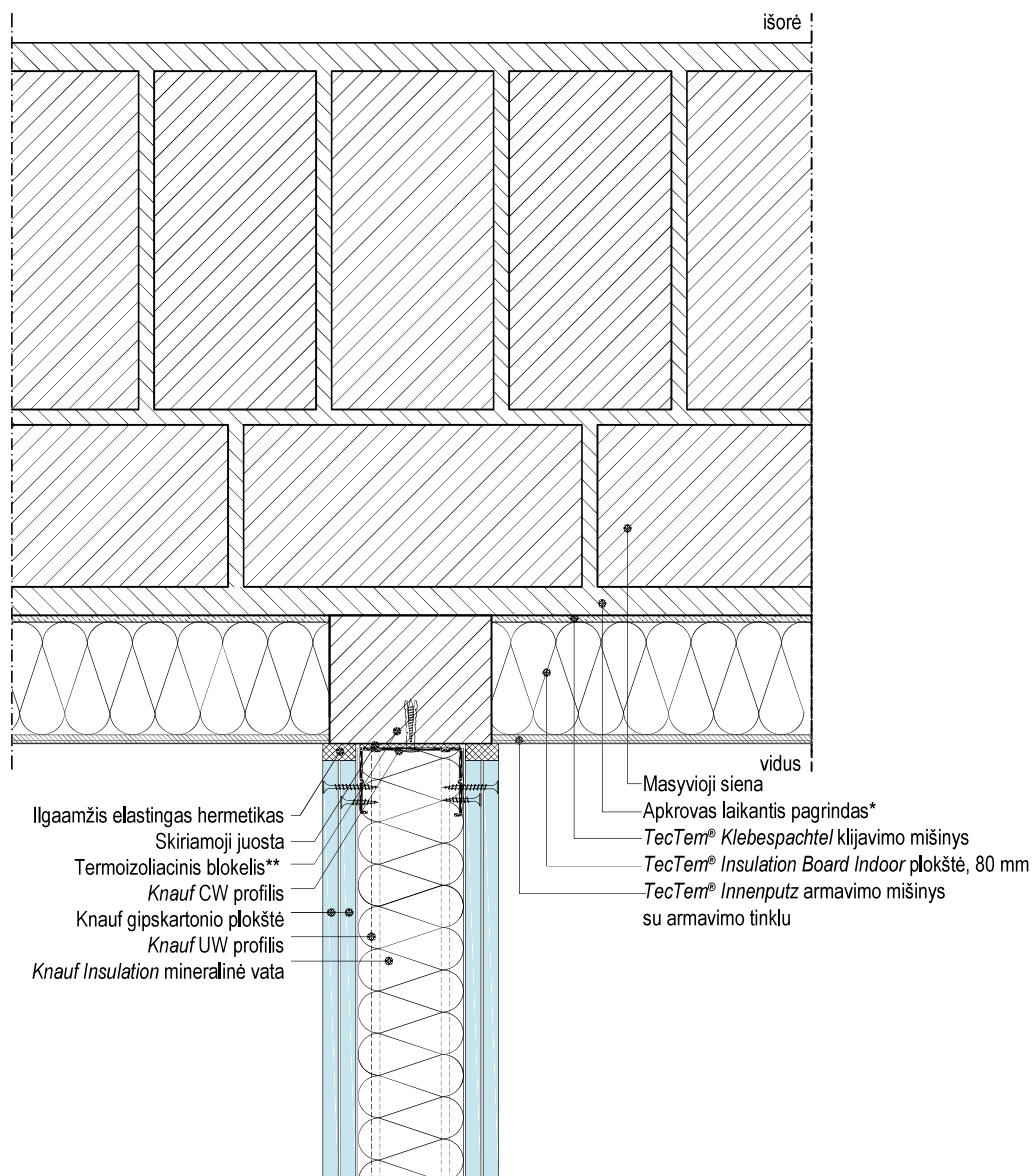 išorė
vidus
Ilgaamžis elastingas hermetikas
Skiriamoji juosta
Termoizoliacinis blokelis**
Knauf CW profilis
Knauf gipskartonio plokštė
Knauf UW profilis
Knauf Insulation mineralinė vata
Masyvioji siena
Apkrovas laikantis pagrindas*
TecTem® Klebespachtel klijavimo mišinys
TecTem® Insulation Board Indoor plokštė, 80 mm
TecTem® Innenputz armavimo mišinys
su armavimo tinklu